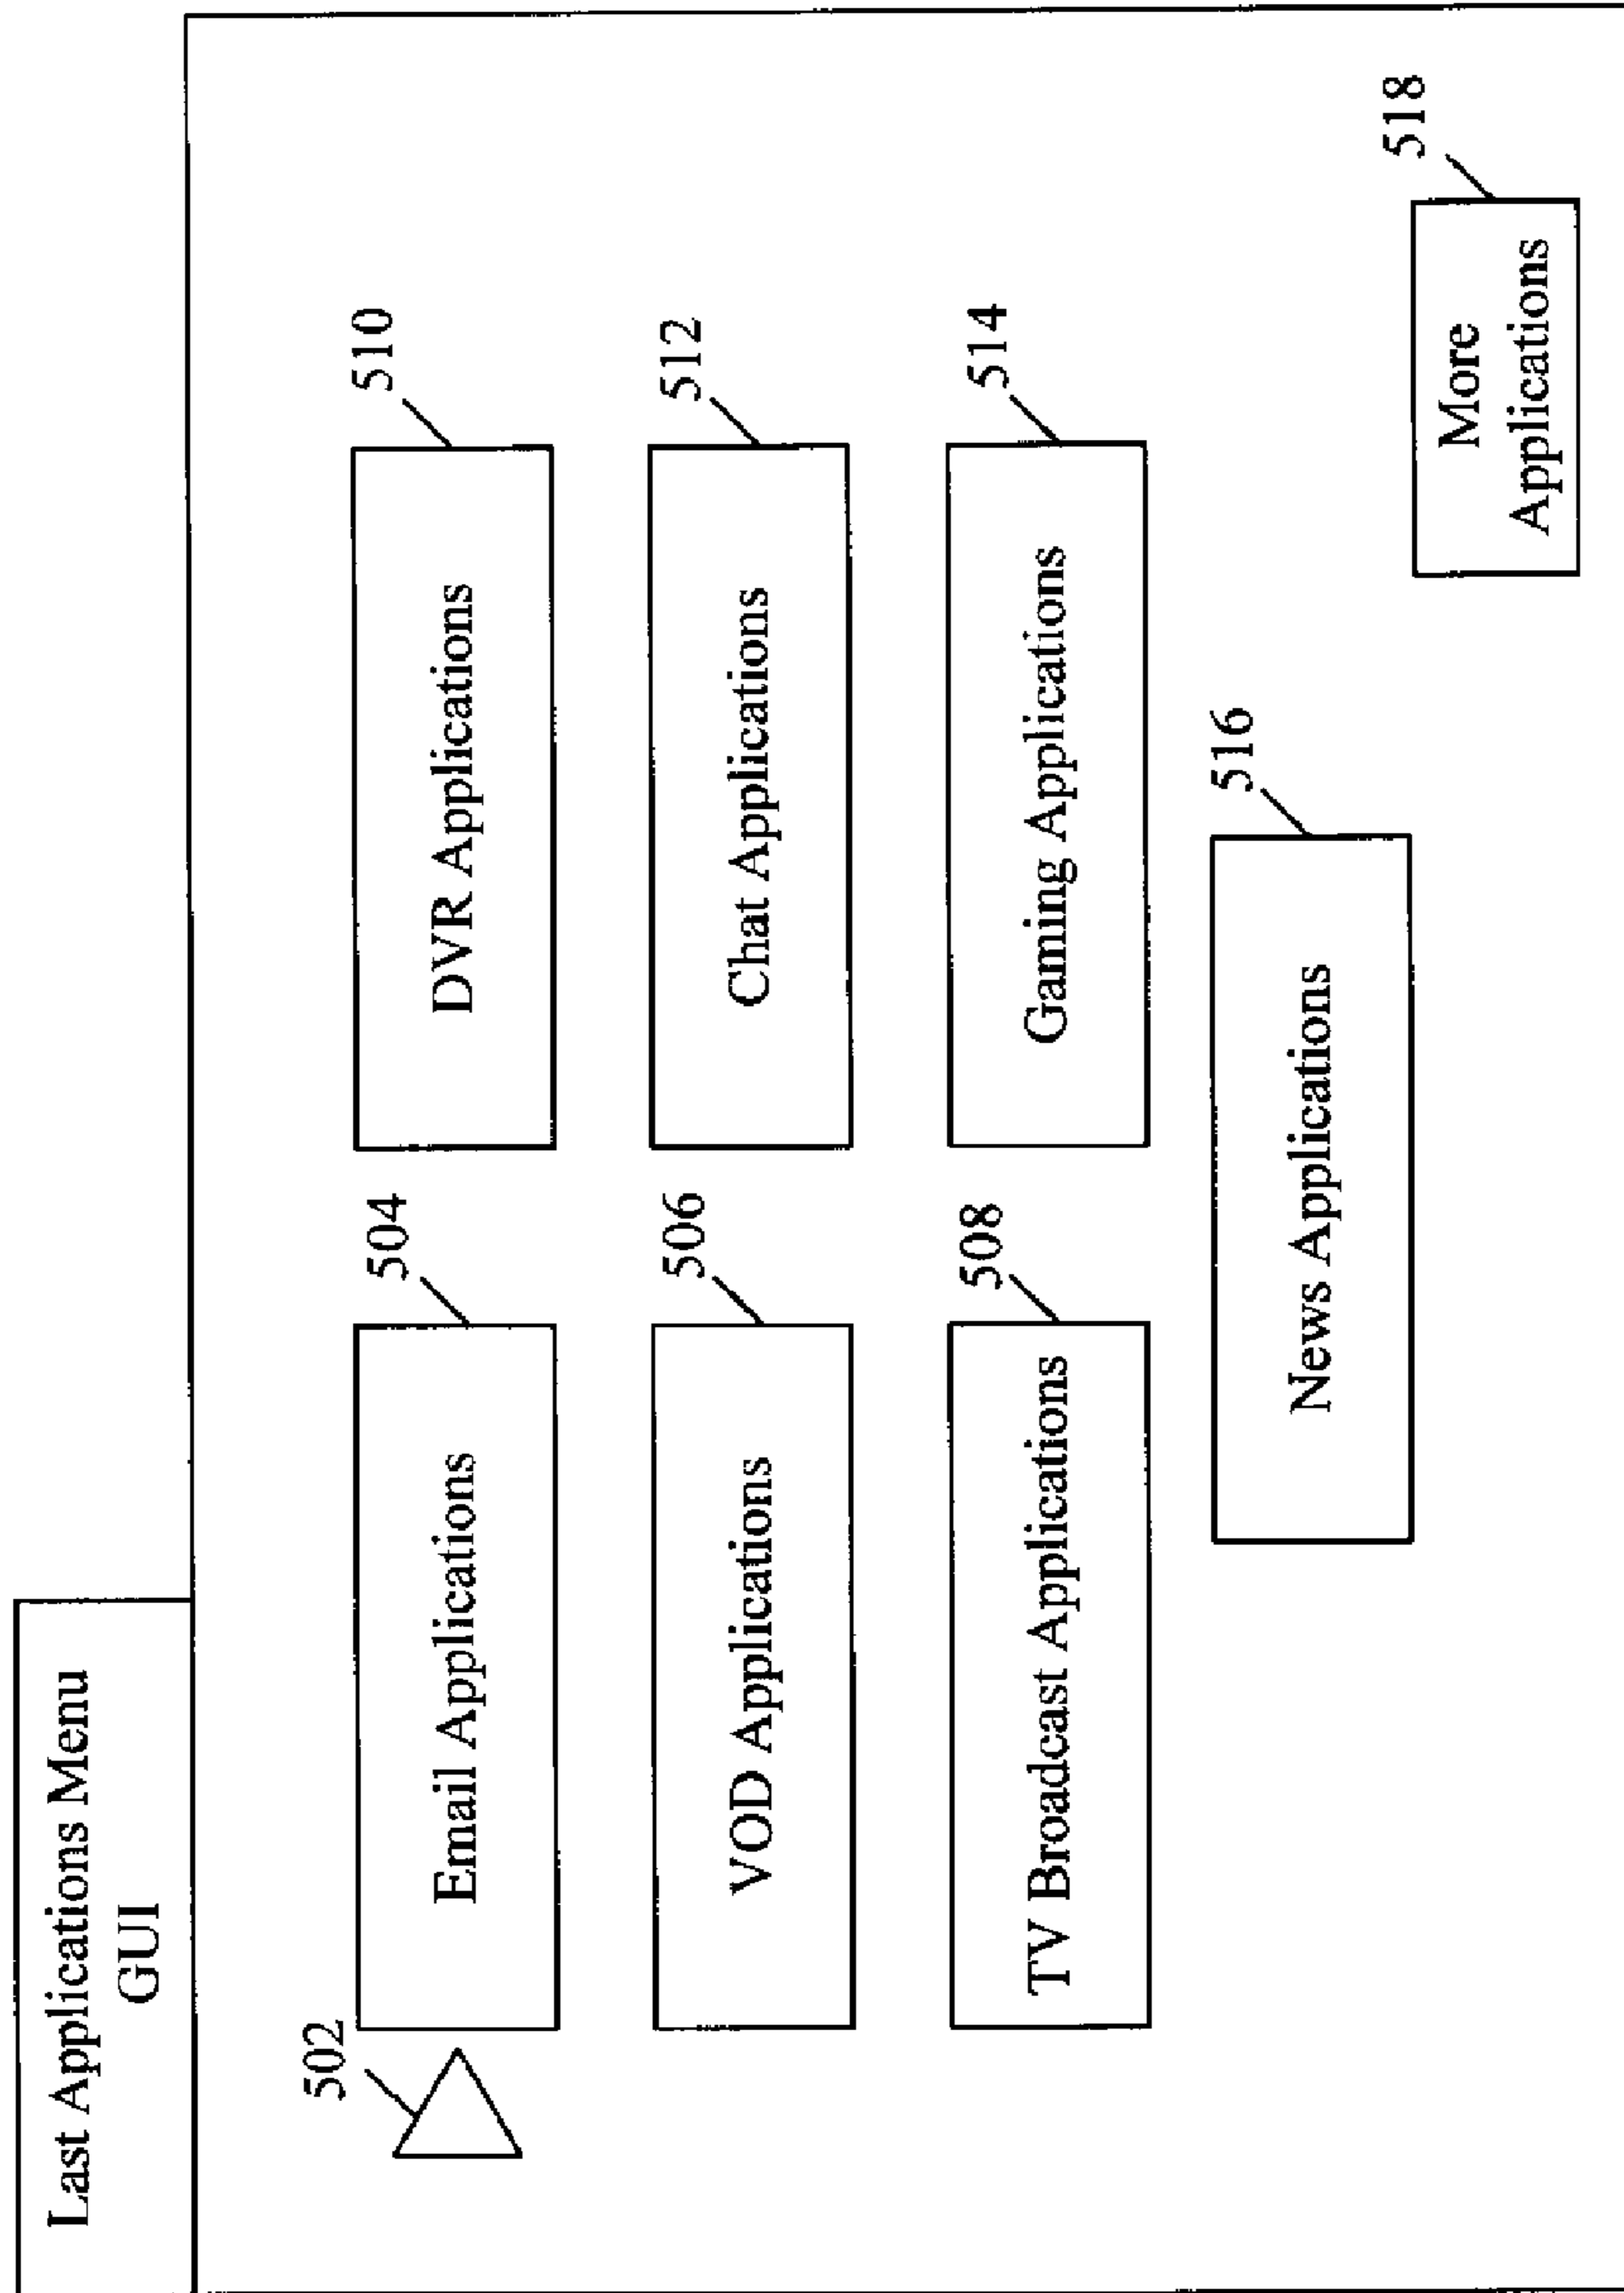 Last Applications Menu
GUI
502
Email Applications
504
DVR Applications
510
VOD Applications
506
Chat Applications
512
TV Broadcast Applications
508
Gaming Applications
514
News Applications
516
More
Applications
518